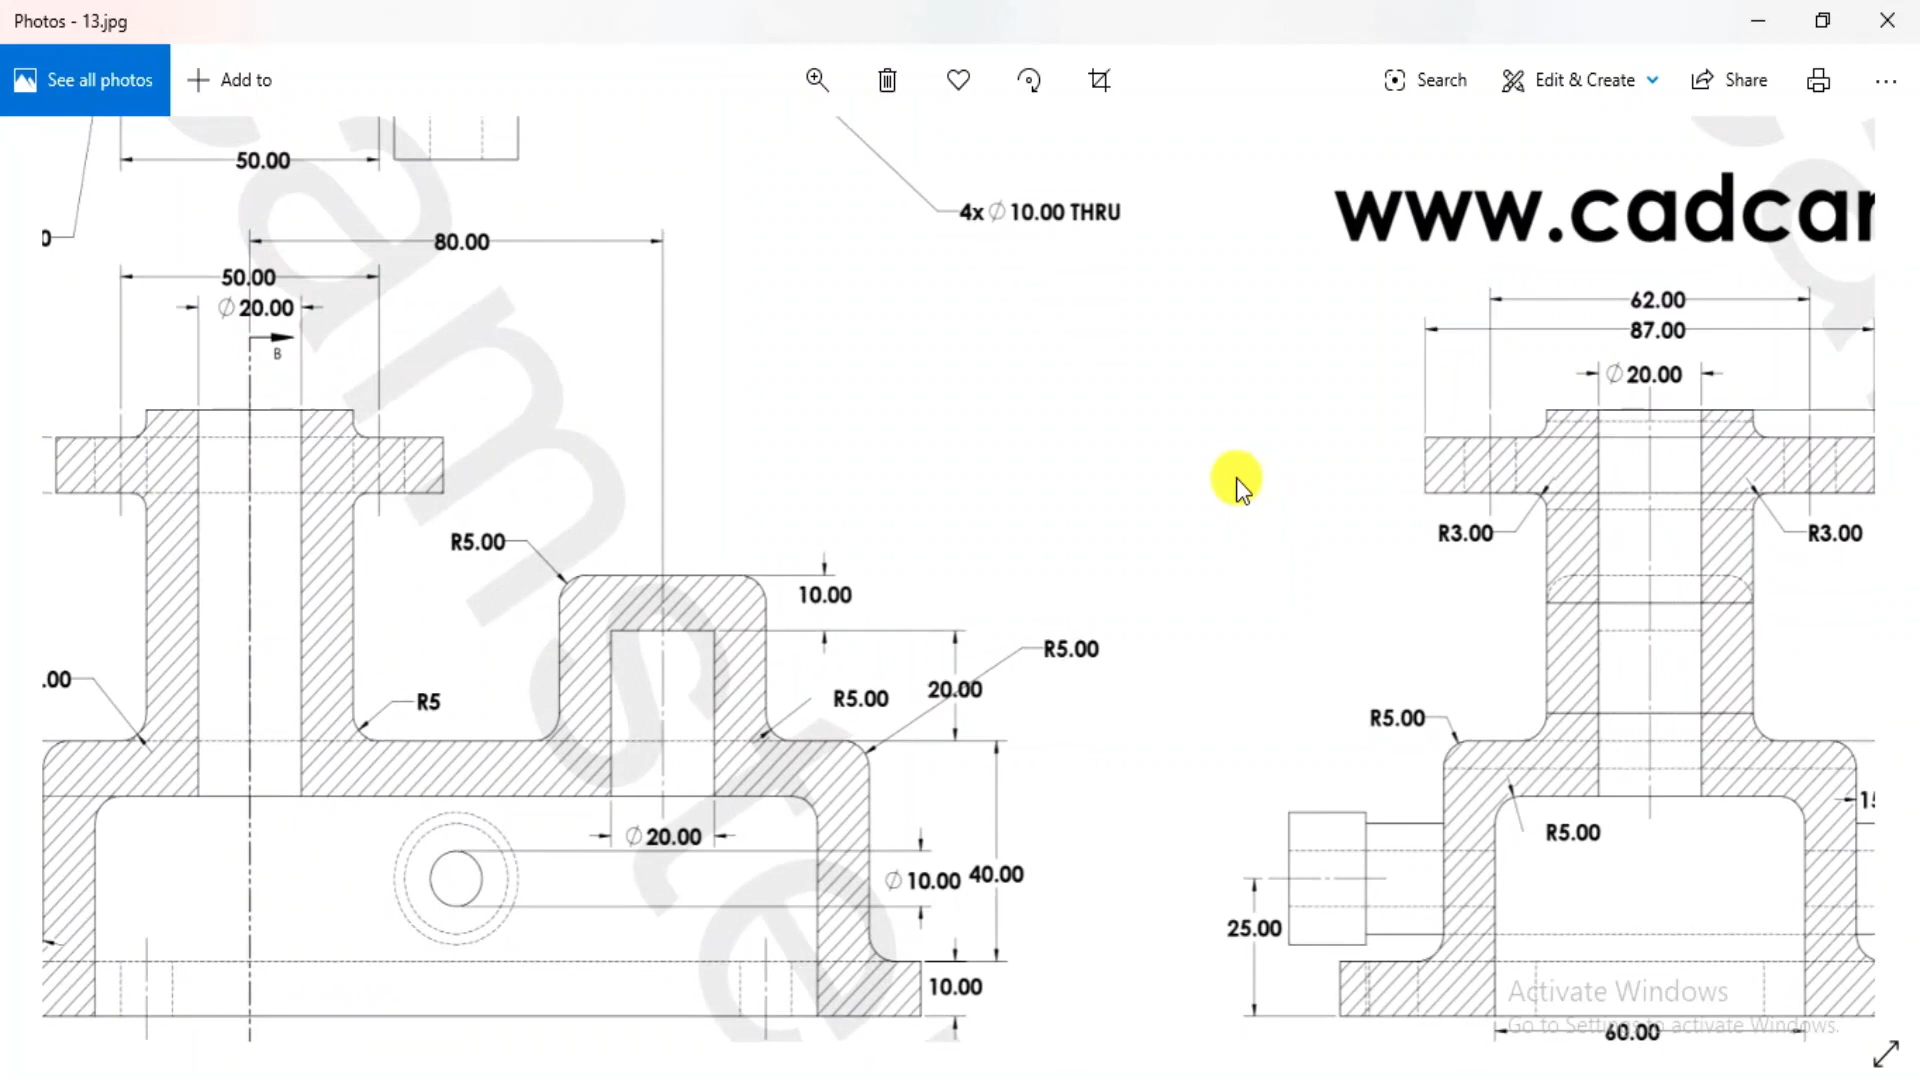 Photos - 13.jpg
See all photos
Add to
Search
Edit & Create
Share
50.00
4x ∅ 10.00 THRU
www.cadcar
80.00
50.00
∅ 20.00
B
62.00
87.00
∅ 20.00
R5.00
R3.00
R3.00
10.00
R5.00
.00
R5
R5.00
20.00
R5.00
∅ 20.00
R5.00
∅ 10.00
40.00
25.00
10.00
Activate Windows
Go to Settings to activate Windows.
60.00